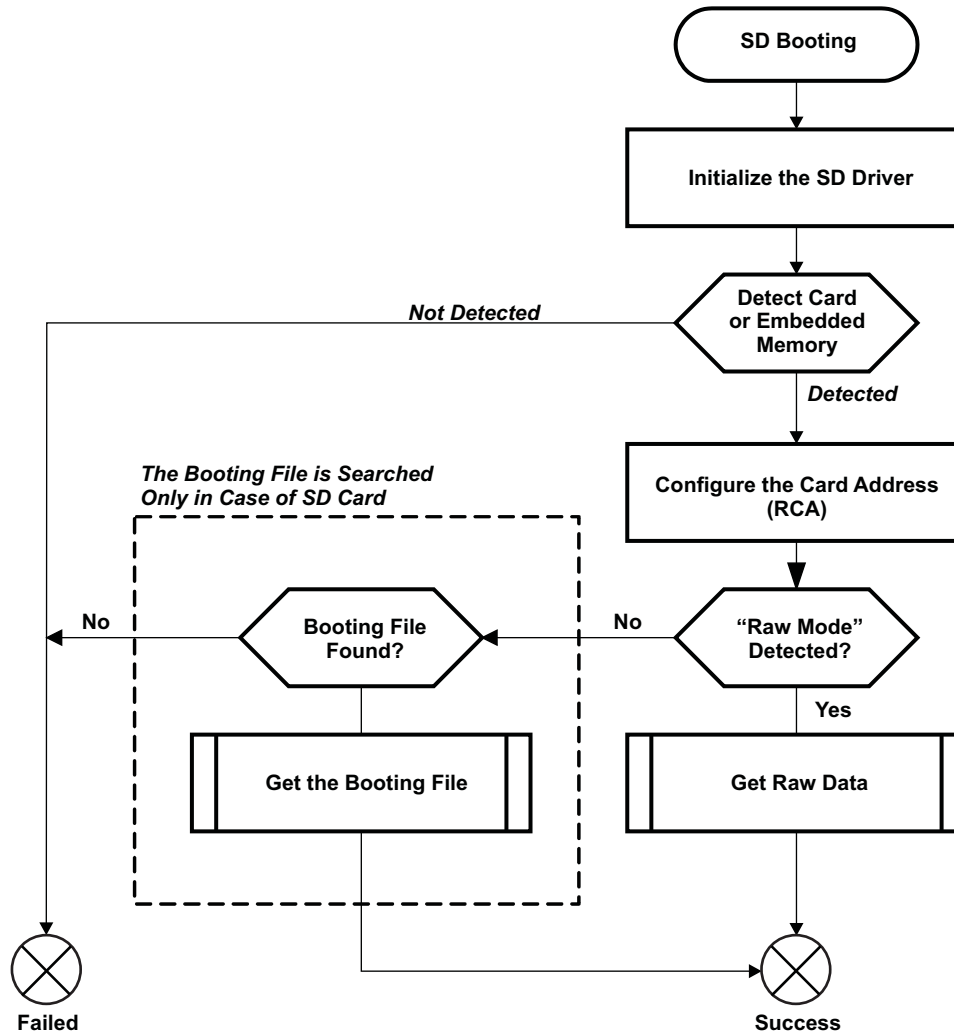 SD Booting
Initialize the SD Driver
Detect Card
or Embedded
Memory
Not Detected
Detected
The Booting File is Searched
Only in Case of SD Card
Configure the Card Address
(RCA)
No
Booting File
Found?
No
“Raw Mode”
Detected?
Yes
Get the Booting File
Get Raw Data
Failed
Success